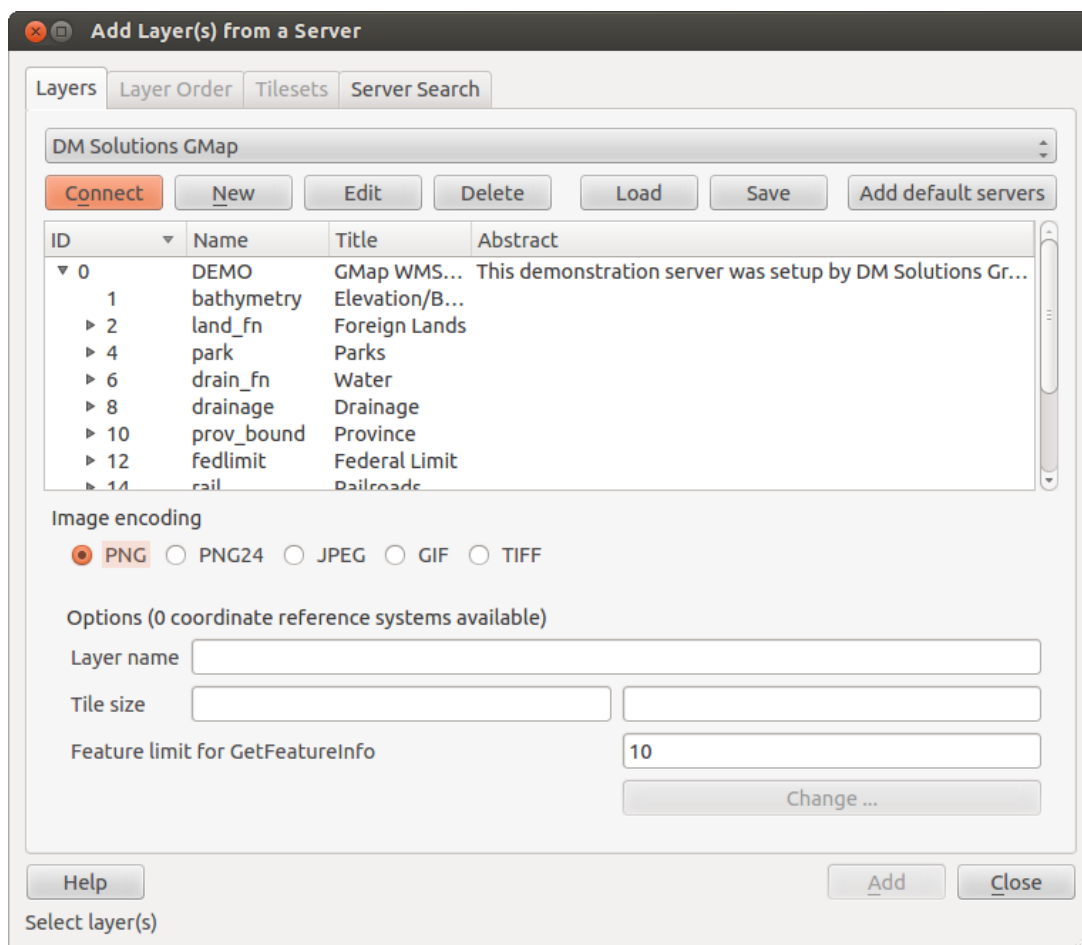 Add Layer(s) from a Server
Layers Layer Order Tilesets Server Search
DM Solutions GMap
Connect New Edit Delete Load Save Add default servers
ID Name Title Abstract
0 DEMO GMap WMS... This demonstration server was setup by DM Solutions Gr...
1 bathymetry Elevation/B...
2 land_fn Foreign Lands
4 park Parks
6 drain_fn Water
8 drainage Drainage
10 prov_bound Province
12 fedlimit Federal Limit
14 rail Railroads
Image encoding
PNG PNG24 JPEG GIF TIFF
Options (0 coordinate reference systems available)
Layer name
Tile size
Feature limit for GetFeatureInfo 10
Change ...
Help Add Close
Select layer(s)